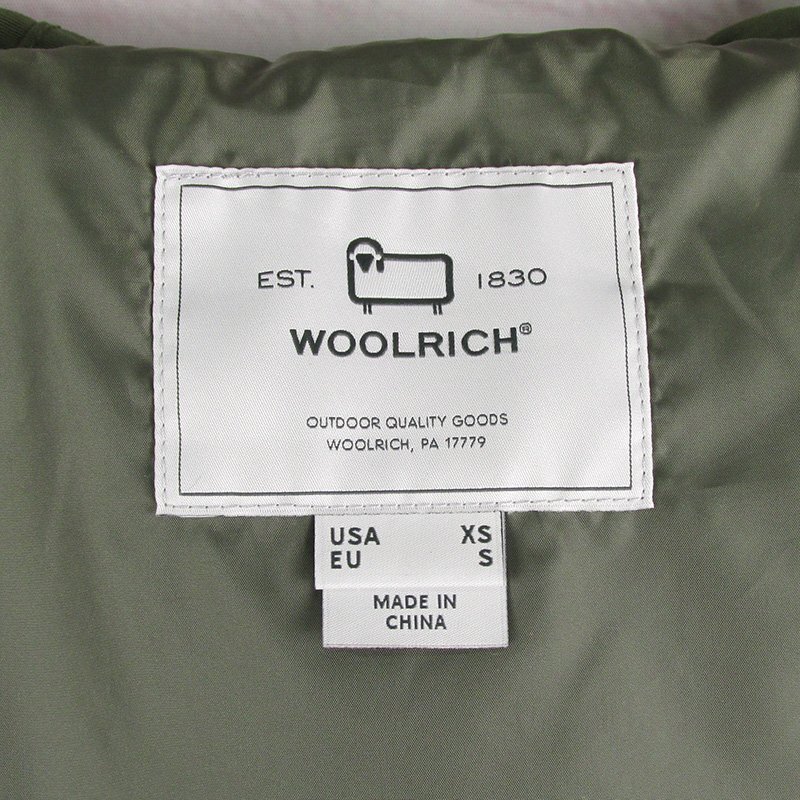 EST. 1830
WOOLRICH®
OUTDOOR QUALITY GOODS
WOOLRICH, PA 17779
USA XS
EU S
MADE IN
CHINA